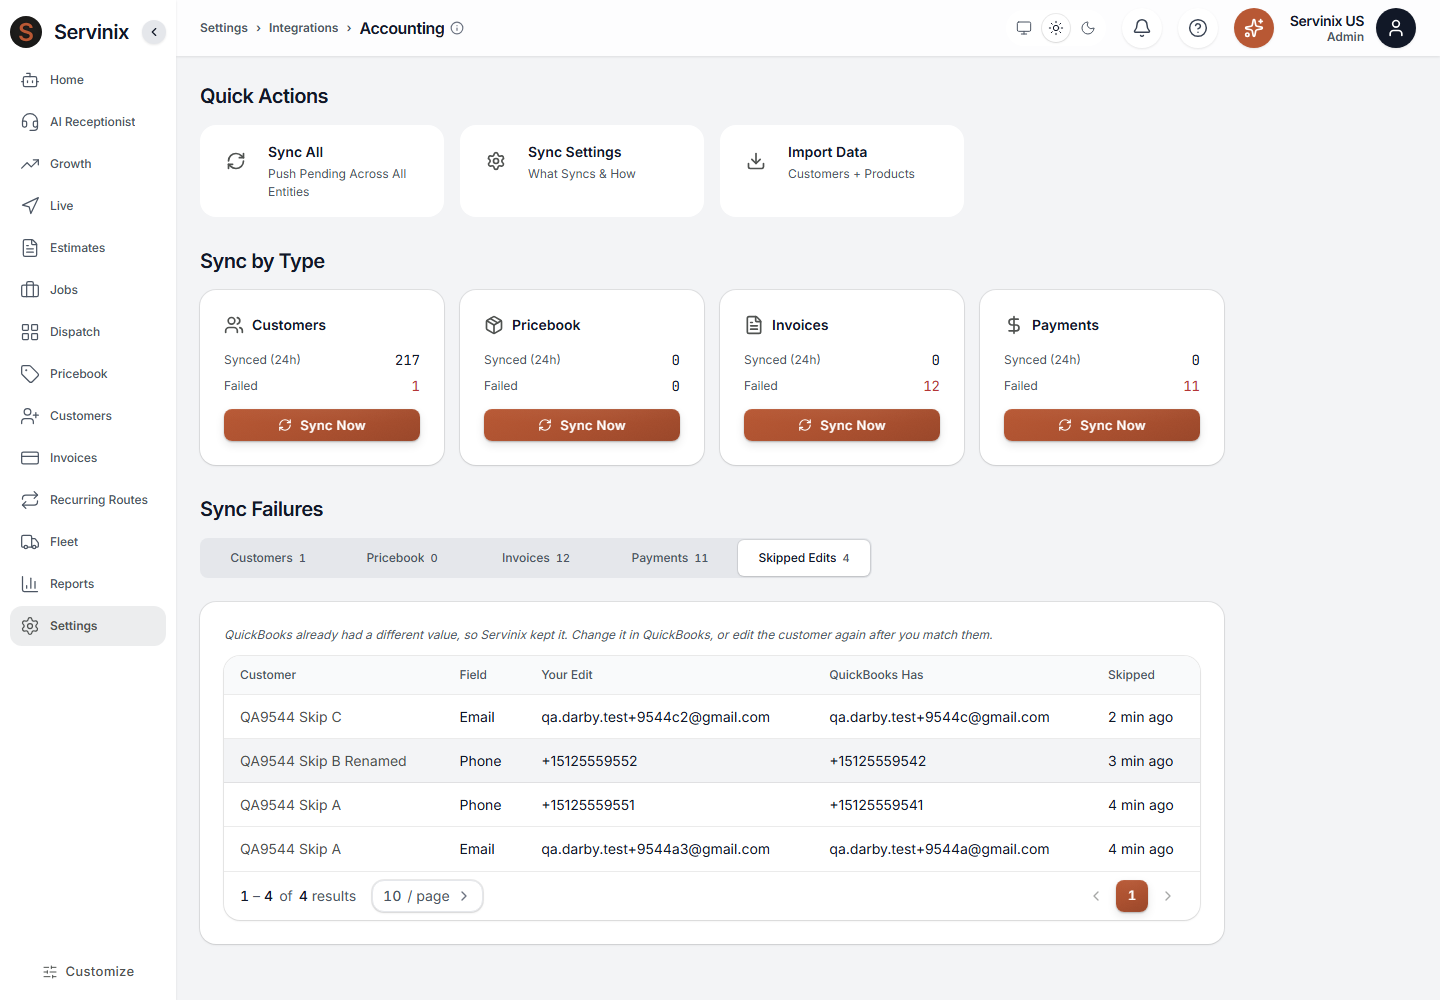 S Servinix
Settings › Integrations › Accounting
Servinix US
Admin
Home
AI Receptionist
Growth
Live
Estimates
Jobs
Dispatch
Pricebook
Customers
Invoices
Recurring Routes
Fleet
Reports
Settings
Customize
Quick Actions
Sync All
Push Pending Across All
Entities
Sync Settings
What Syncs & How
Import Data
Customers + Products
Sync by Type
Customers
Synced (24h) 217
Failed 1
Sync Now
Pricebook
Synced (24h) 0
Failed 0
Sync Now
Invoices
Synced (24h) 0
Failed 12
Sync Now
Payments
Synced (24h) 0
Failed 11
Sync Now
Sync Failures
Customers 1 Pricebook 0 Invoices 12 Payments 11 Skipped Edits 4
QuickBooks already had a different value, so Servinix kept it. Change it in QuickBooks, or edit the customer again after you match them.
Customer Field Your Edit QuickBooks Has Skipped
QA9544 Skip C Email qa.darby.test+9544c2@gmail.com qa.darby.test+9544c@gmail.com 2 min ago
QA9544 Skip B Renamed Phone +15125559552 +15125559542 3 min ago
QA9544 Skip A Phone +15125559551 +15125559541 4 min ago
QA9544 Skip A Email qa.darby.test+9544a3@gmail.com qa.darby.test+9544a@gmail.com 4 min ago
1 – 4 of 4 results 10 / page 1